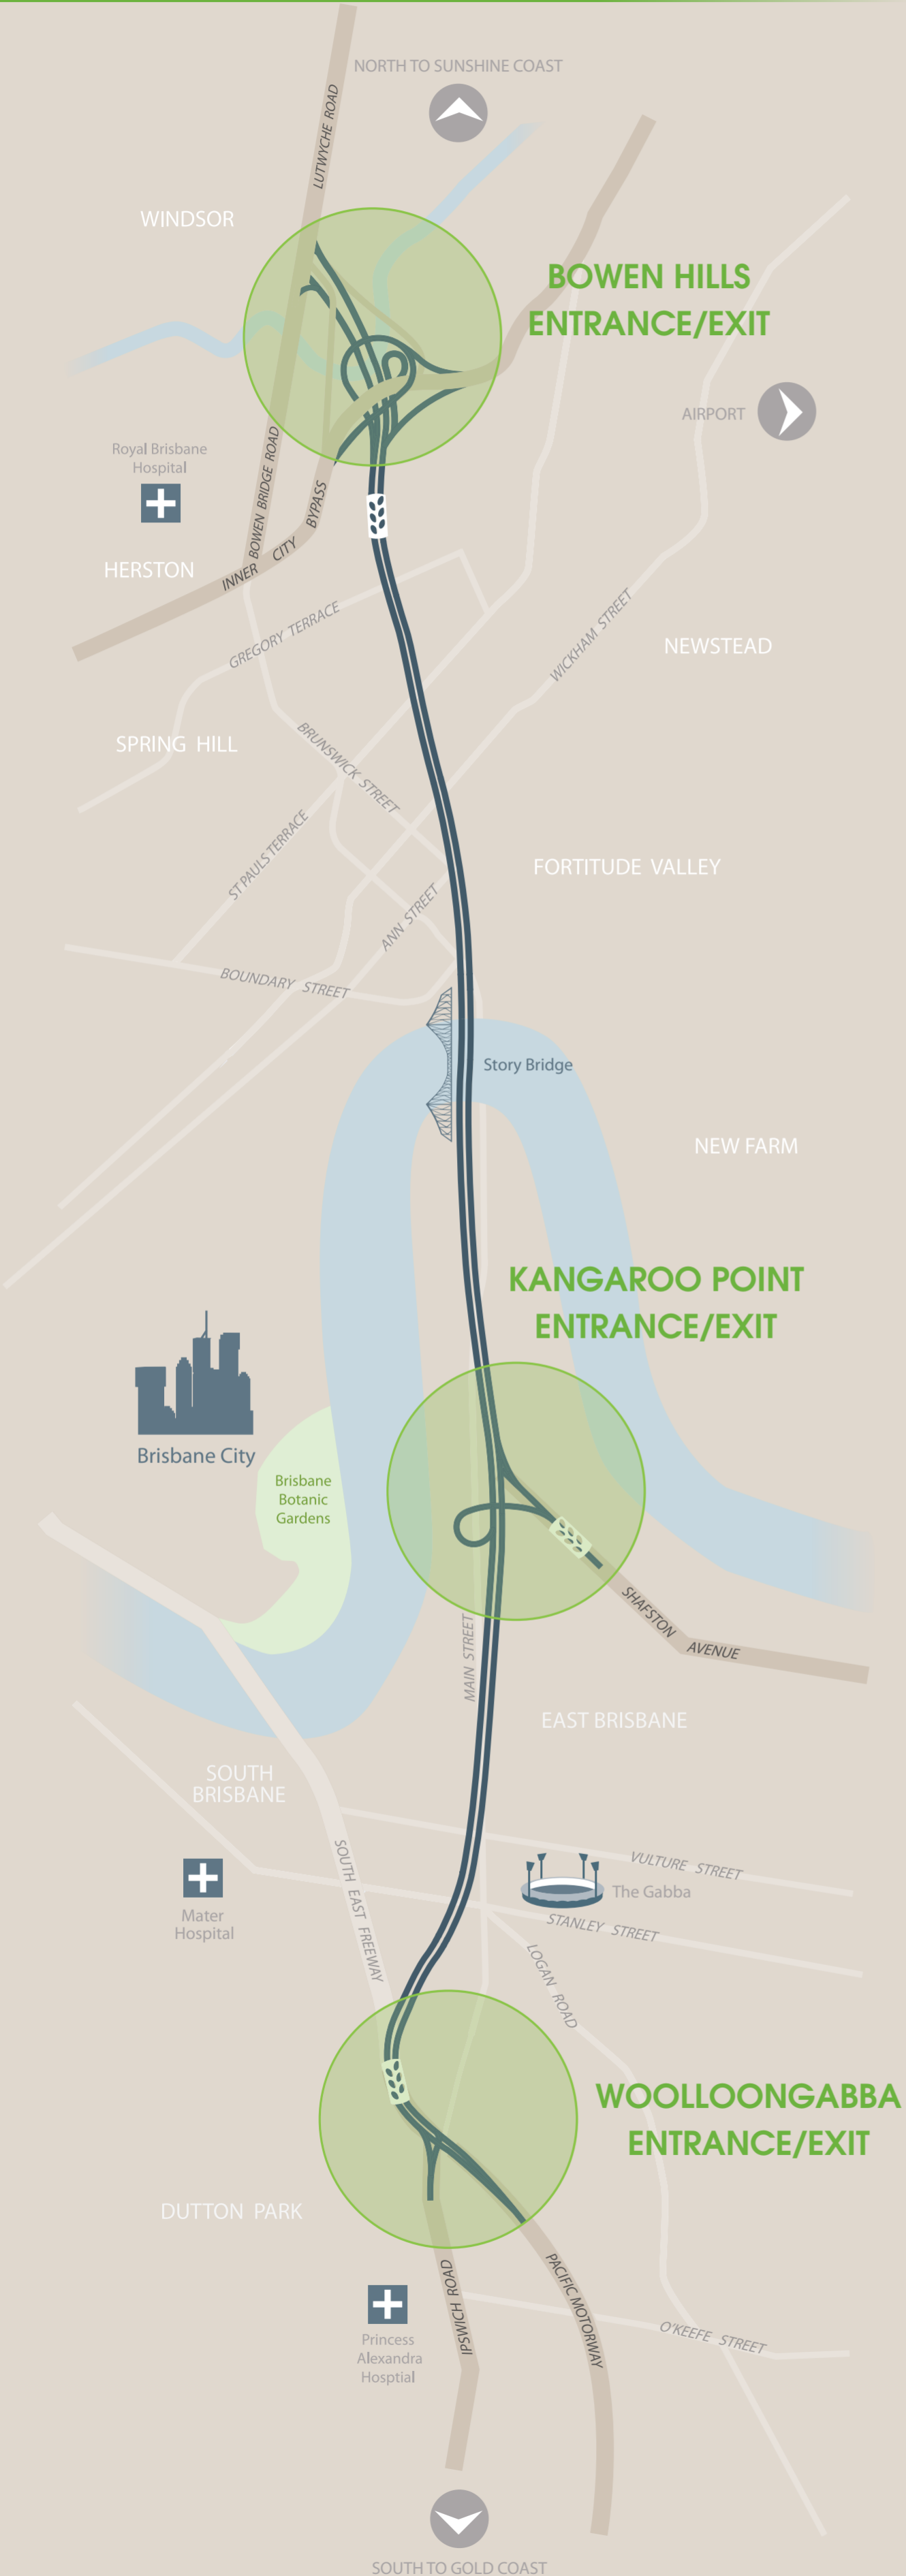 NORTH TO SUNSHINE COAST
LUTWYCHE ROAD
WINDSOR
BOWEN HILLS
ENTRANCE/EXIT
AIRPORT
Royal Brisbane
Hospital
BOWEN BRIDGE ROAD
INNER CITY BYPASS
HERSTON
GREGORY TERRACE
WICKHAM STREET
NEWSTEAD
SPRING HILL
BRUNSWICK STREET
ST PAULS TERRACE
FORTITUDE VALLEY
ANN STREET
BOUNDARY STREET
Story Bridge
NEW FARM
KANGAROO POINT
ENTRANCE/EXIT
Brisbane City
Brisbane
Botanic
Gardens
SHAFSTON AVENUE
MAIN STREET
EAST BRISBANE
SOUTH
BRISBANE
SOUTH EAST FREEWAY
VULTURE STREET
The Gabba
STANLEY STREET
Mater
Hospital
LOGAN ROAD
WOOLLOONGABBA
ENTRANCE/EXIT
DUTTON PARK
IPSWICH ROAD
PACIFIC MOTORWAY
O'KEEFE STREET
Princess
Alexandra
Hosptial
SOUTH TO GOLD COAST